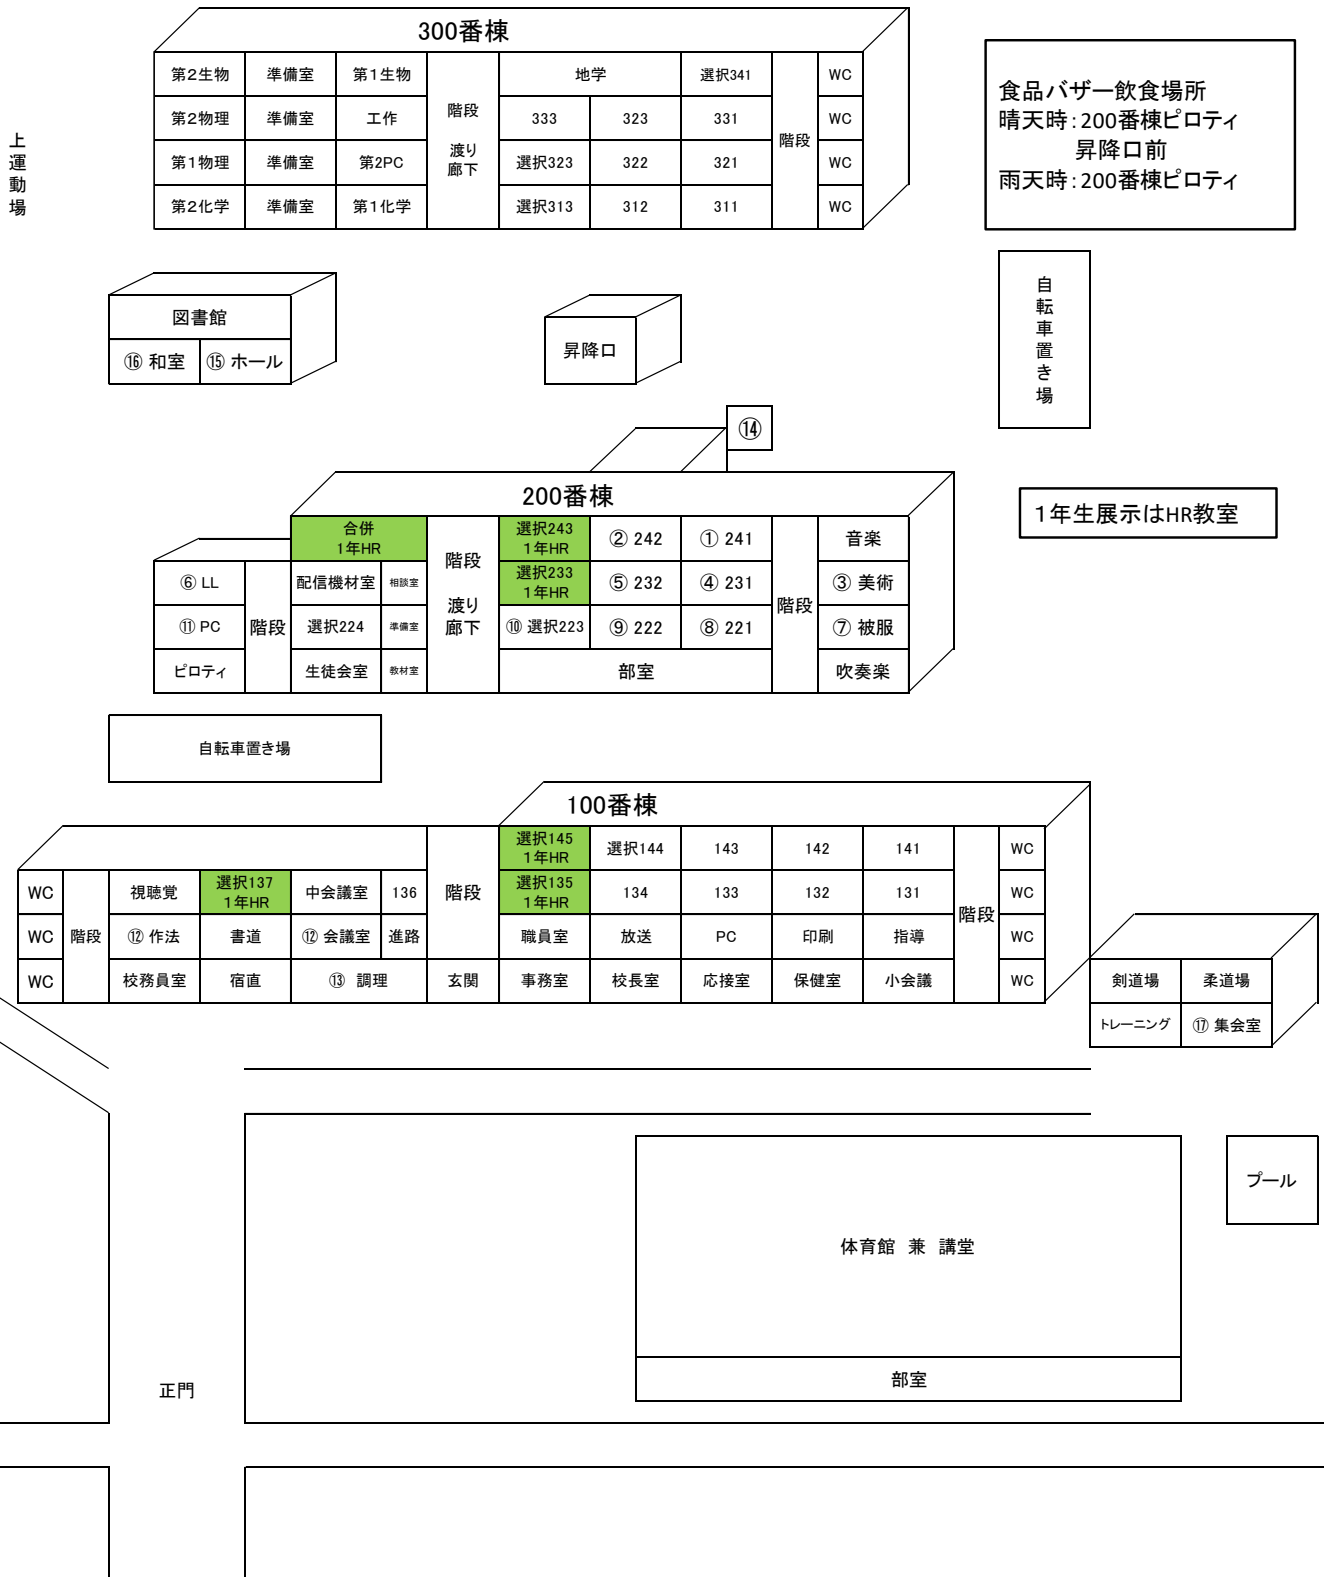 300番棟
第2生物 準備室 第1生物 地学 選択341 WC
第2物理 準備室 工作 階段 333 323 331 WC
階段
第1物理 準備室 第2PC 渡り 選択323 322 321 WC
廊下
第2化学 準備室 第1化学 選択313 312 311 WC
上運動場
食品バザー飲食場所
晴天時:200番棟ピロティ
昇降口前
雨天時:200番棟ピロティ
自転車置き場
図書館
⑯ 和室 ⑮ ホール
昇降口
⑭
200番棟
1年生展示はHR教室
合併
1年HR
選択243
1年HR
② 242 ① 241 音楽
階段
⑥ LL 配信機材室 相談室
選択233
1年HR
⑤ 232 ④ 231 階段 ③ 美術
渡り
廊下
⑪ PC 階段 選択224 準備室 ⑩ 選択223 ⑨ 222 ⑧ 221 ⑦ 被服
ピロティ 生徒会室 教材室 部室 吹奏楽
自転車置き場
100番棟
選択145
1年HR
選択144 143 142 141 WC
WC 視聴覚
選択137
1年HR
中会議室 136 階段
選択135
1年HR
134 133 132 131 階段 WC
WC 階段 ⑫ 作法 書道 ⑫ 会議室 進路 職員室 放送 PC 印刷 指導 WC
WC 校務員室 宿直 ⑬ 調理 玄関 事務室 校長室 応接室 保健室 小会議 WC
剣道場 柔道場
トレーニング ⑰ 集会室
プール
体育館 兼 講堂
部室
正門